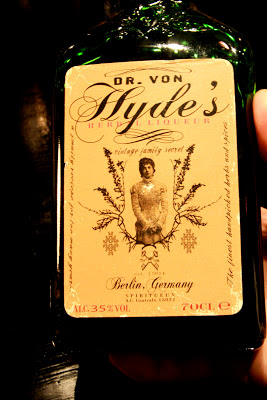 DR. VON
Hyde's
HERBAL LIQUEUR
vintage family secret
The finest handpicked herbs and spices
Berlin, Germany
SPIRITUEUX
ALC. 35% VOL
70CL e